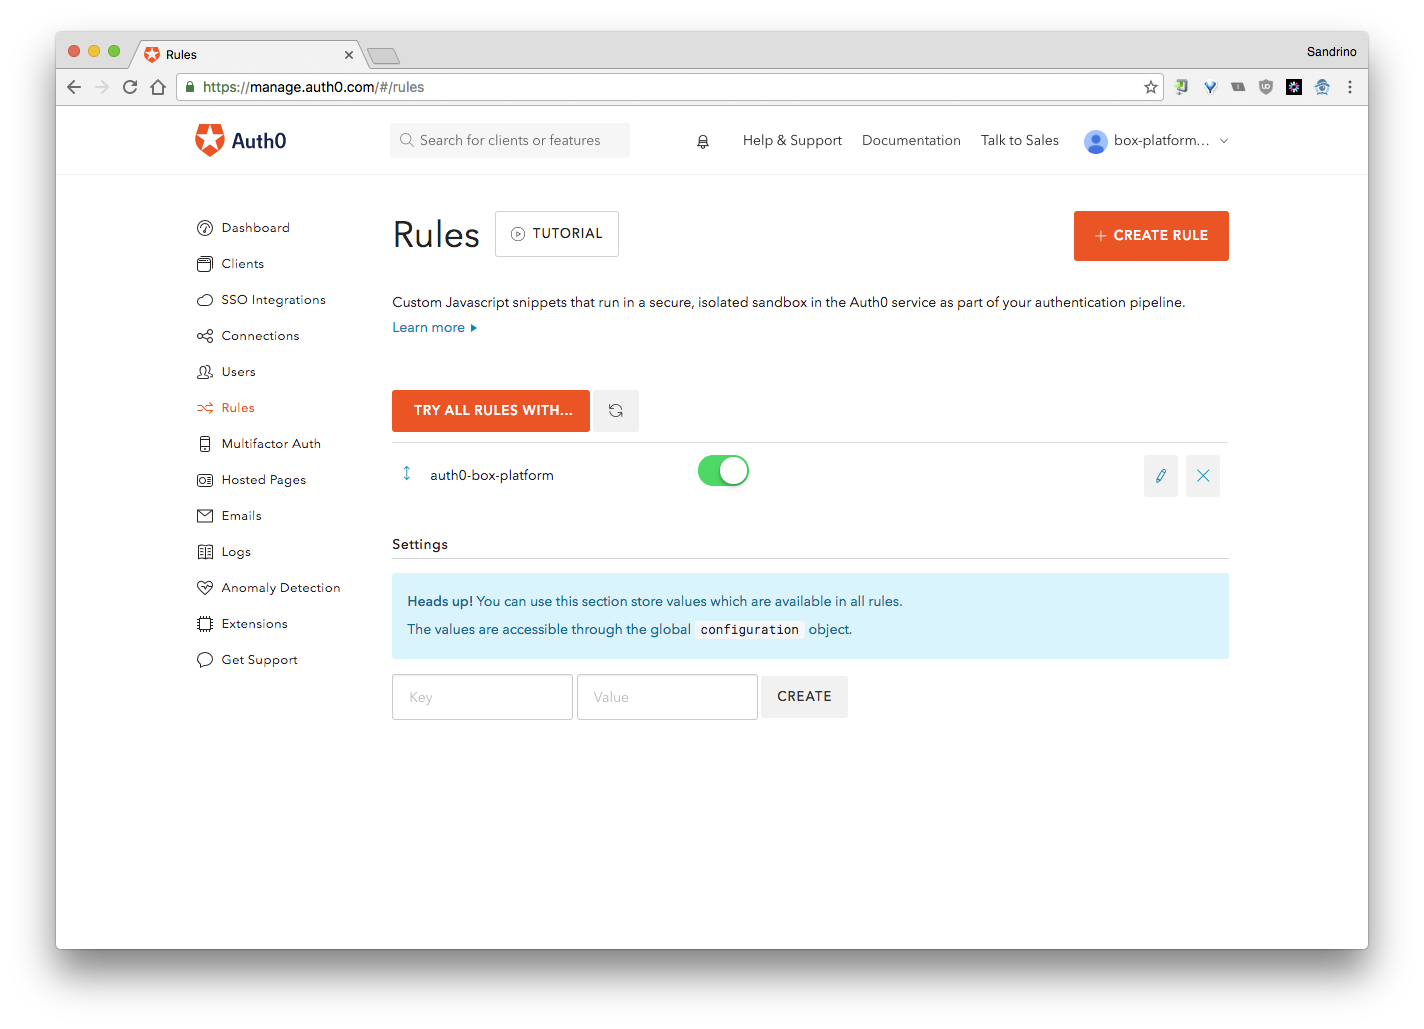 Rules
Sandrino
https://manage.auth0.com/#/rules
Auth0
Search for clients or features
Help & Support
Documentation
Talk to Sales
box-platform...
Dashboard
Clients
SSO Integrations
Connections
Users
Rules
Multifactor Auth
Hosted Pages
Emails
Logs
Anomaly Detection
Extensions
Get Support
Rules
TUTORIAL
+ CREATE RULE
Custom Javascript snippets that run in a secure, isolated sandbox in the Auth0 service as part of your authentication pipeline.
Learn more
TRY ALL RULES WITH...
auth0-box-platform
Settings
Heads up! You can use this section store values which are available in all rules.
The values are accessible through the global configuration object.
Key
Value
CREATE